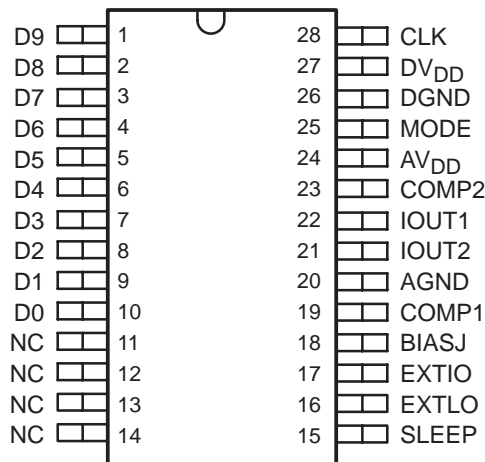 D9 1 28 CLK
D8 2 27 DVDD
D7 3 26 DGND
D6 4 25 MODE
D5 5 24 AVDD
D4 6 23 COMP2
D3 7 22 IOUT1
D2 8 21 IOUT2
D1 9 20 AGND
D0 10 19 COMP1
NC 11 18 BIASJ
NC 12 17 EXTIO
NC 13 16 EXTLO
NC 14 15 SLEEP